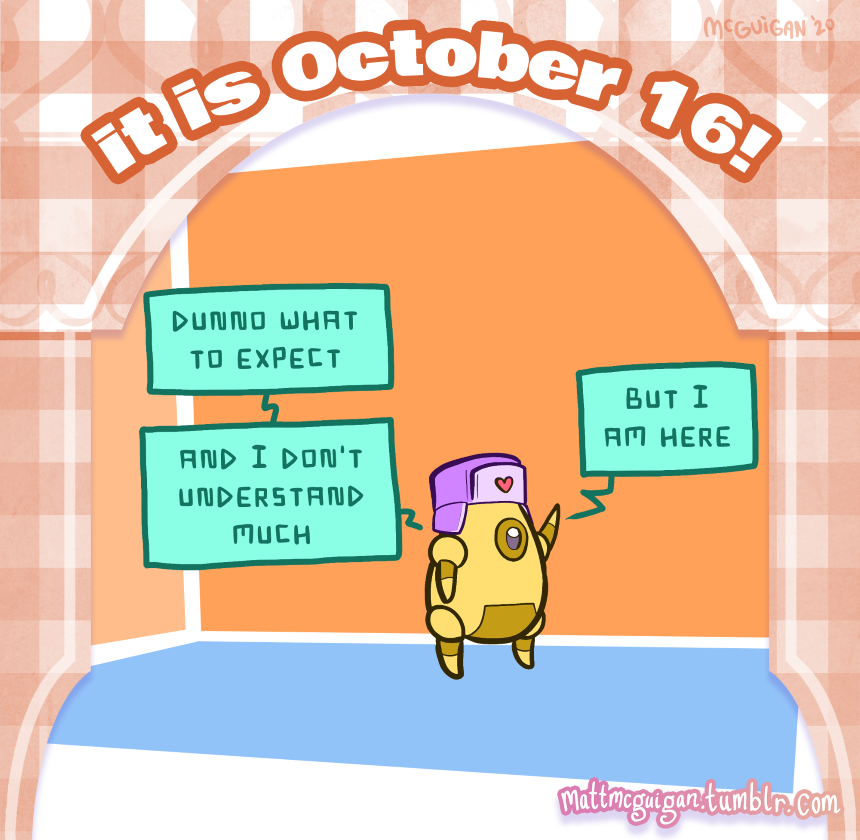 McGUiGAN '20
it is October 16!
DUNNO WHAT
TO EXPECT
AND I DON'T
UNDERSTAND
MUCH
BUT I
AM HERE
mattmcguigan.tumblr.com